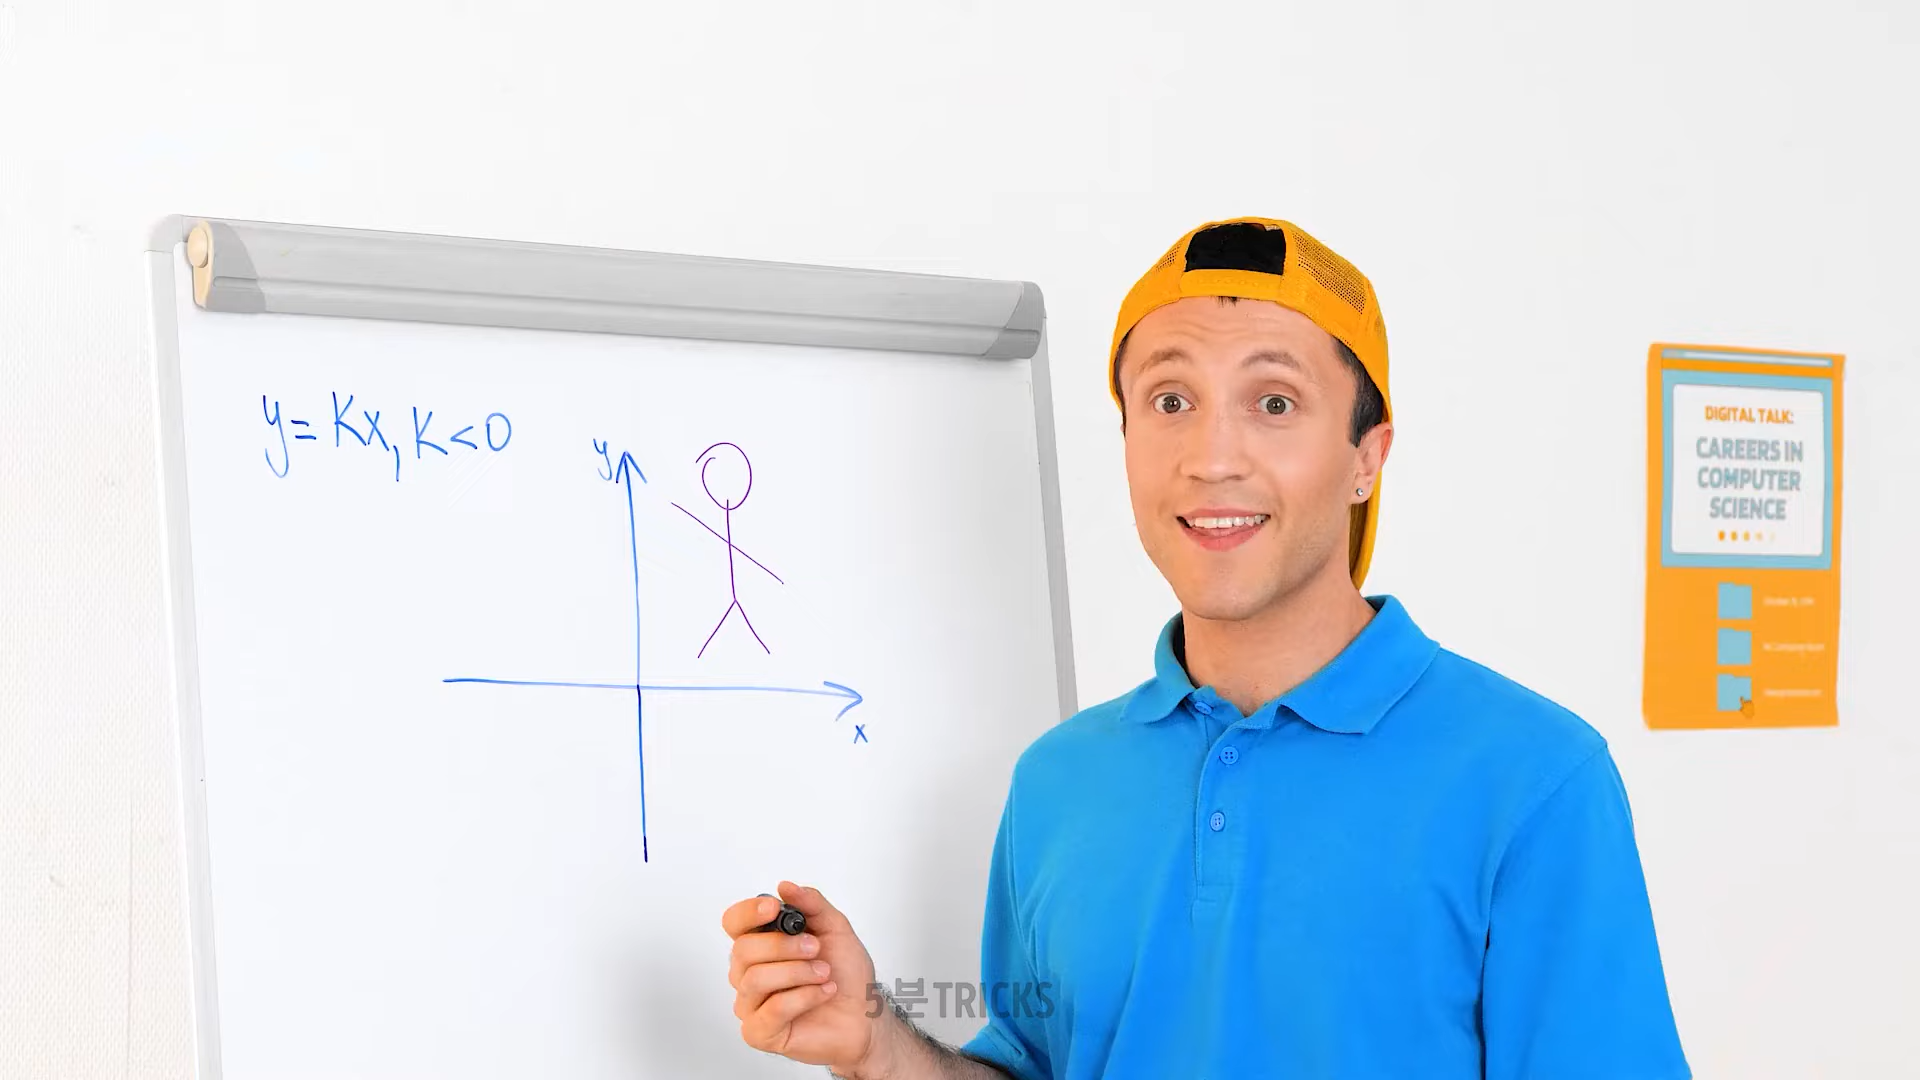 y = Kx, K < 0
y
x
DIGITAL TALK:
CAREERS IN
COMPUTER
SCIENCE
5분TRICKS